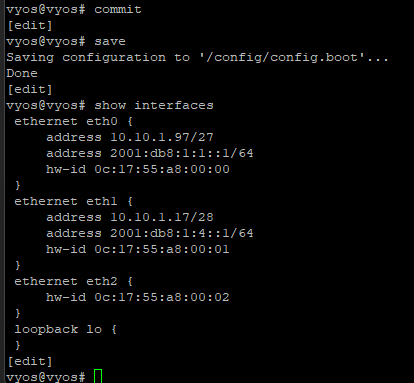 vyos@vyos# commit
[edit]
vyos@vyos# save
Saving configuration to '/config/config.boot'...
Done
[edit]
vyos@vyos# show interfaces
 ethernet eth0 {
     address 10.10.1.97/27
     address 2001:db8:1:1::1/64
     hw-id 0c:17:55:a8:00:00
 }
 ethernet eth1 {
     address 10.10.1.17/28
     address 2001:db8:1:4::1/64
     hw-id 0c:17:55:a8:00:01
 }
 ethernet eth2 {
     hw-id 0c:17:55:a8:00:02
 }
 loopback lo {
 }
[edit]
vyos@vyos#